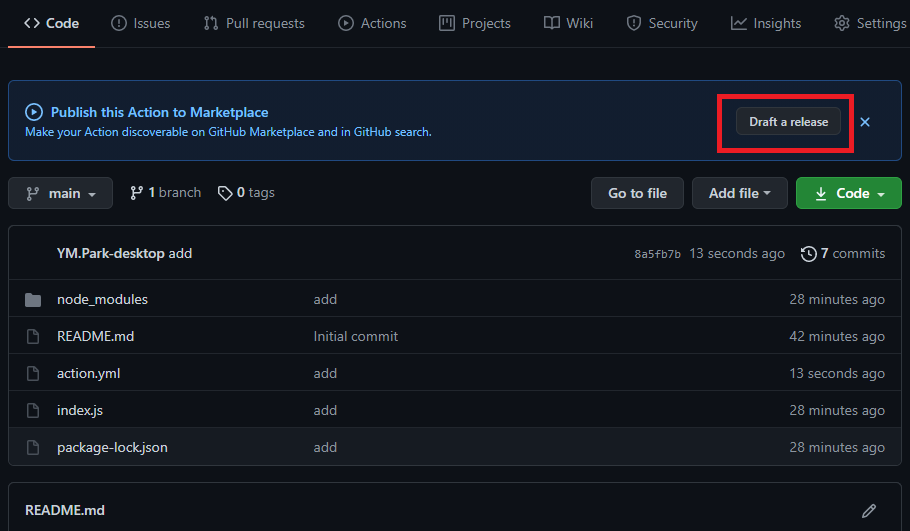 Code Issues Pull requests Actions Projects Wiki Security Insights Settings
Publish this Action to Marketplace
Make your Action discoverable on GitHub Marketplace and in GitHub search.
Draft a release
main 1 branch 0 tags Go to file Add file Code
YM.Park-desktop add 8a5fb7b 13 seconds ago 7 commits
node_modules add 28 minutes ago
README.md Initial commit 42 minutes ago
action.yml add 13 seconds ago
index.js add 28 minutes ago
package-lock.json add 28 minutes ago
README.md